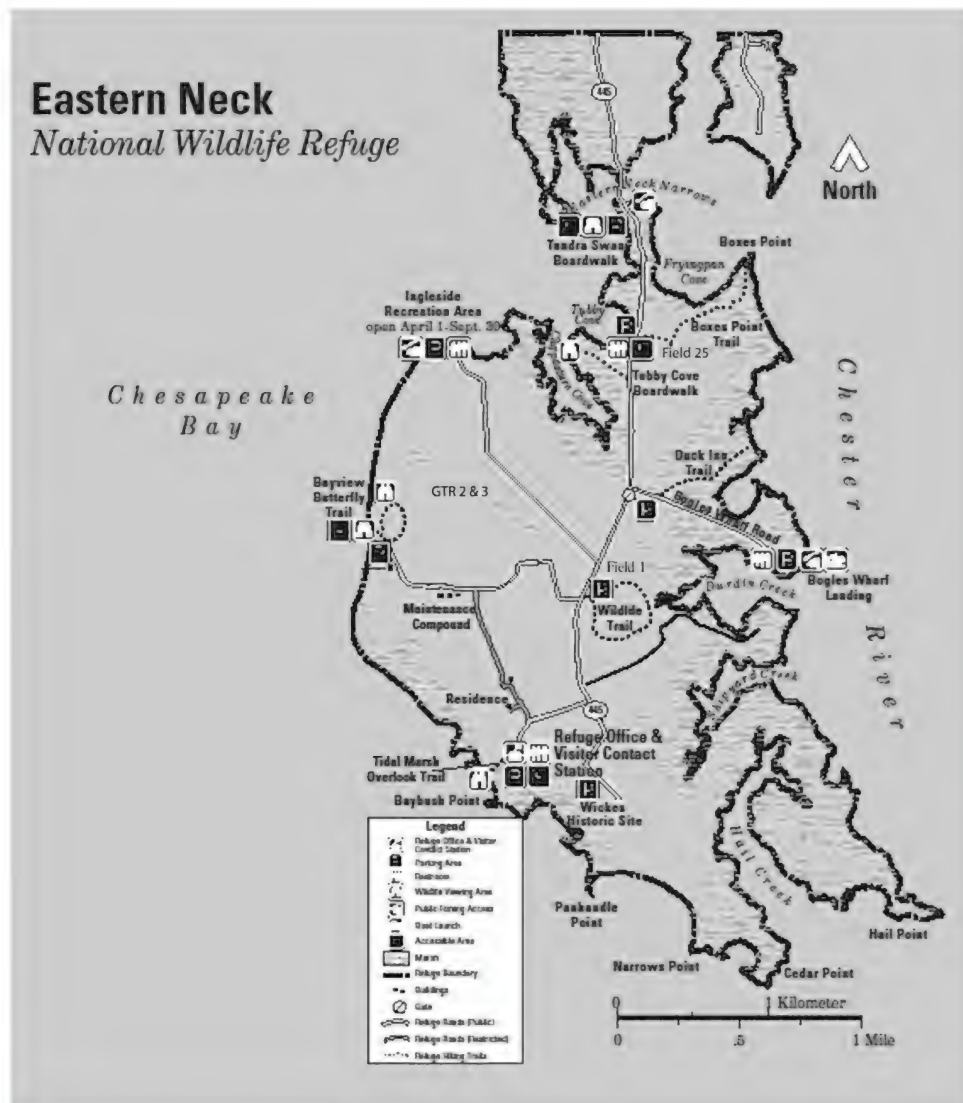 Eastern Neck
National Wildlife Refuge
445
North
Eastern Neck Narrows
Tundra Swan
Boardwalk
Boxes Point
Fryingpan
Cove
Ingleside
Recreation Area
open April 1-Sept. 30
Tubby
Cove
Boxes Point
Trail
Field 25
Tubby Cove
Boardwalk
Chesapeake
Bay
Chester
River
Duck Inn
Trail
Bayview
Butterfly
Trail
GTR 2 & 3
Bogles Wharf Road
Field 1
Durdin Creek
Bogles Wharf
Landing
Maintenance
Compound
Wildlife
Trail
Shipyard Creek
Residence
445
Refuge Office &
Visitor Contact
Station
Tidal Marsh
Overlook Trail
Baybush Point
Wickes
Historic Site
Legend
Refuge Office & Visitor
Contact Station
Parking Area
Restroom
Wildlife Viewing Area
Public Fishing Access
Boat Launch
Accessible Area
Marsh
Refuge Boundary
Buildings
Gate
Refuge Roads (Public)
Refuge Roads (Restricted)
Refuge Hiking Trails
Hail Creek
Panhandle
Point
Hail Point
Narrows Point
Cedar Point
0
1 Kilometer
0
.5
1 Mile